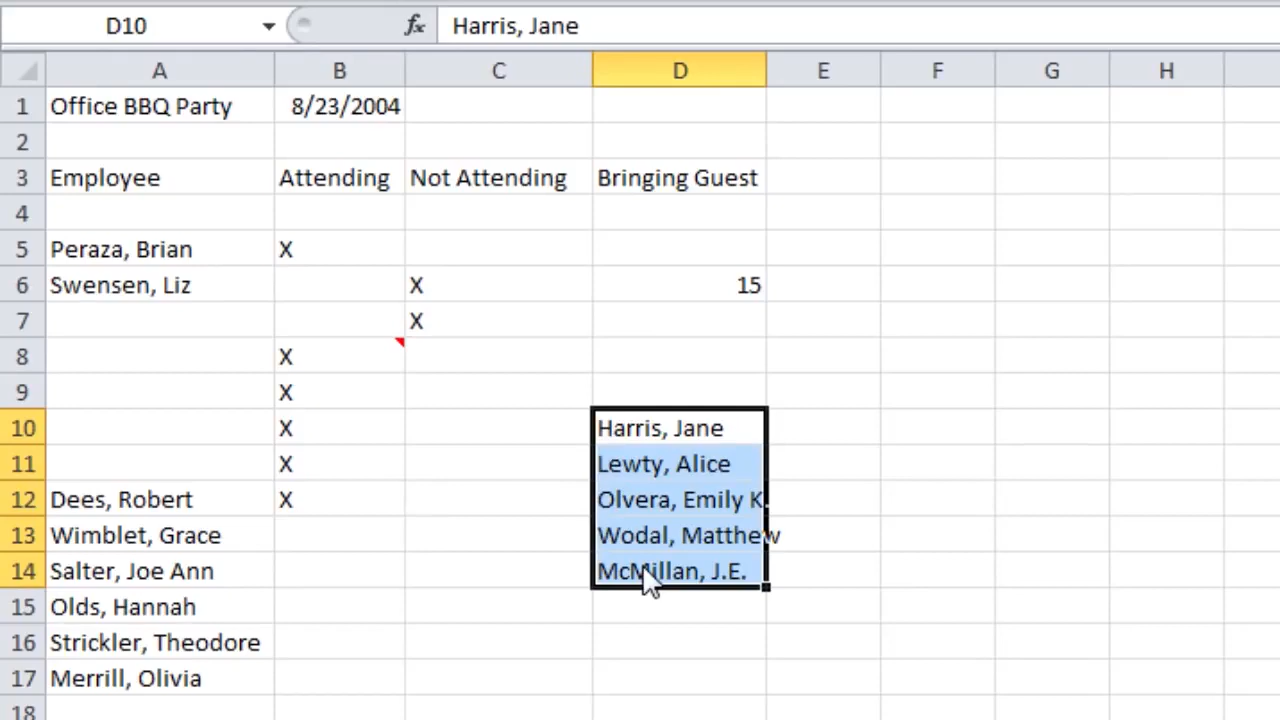 D10 fx Harris, Jane
A B C D E F G H
1 Office BBQ Party 8/23/2004
2
3 Employee Attending Not Attending Bringing Guest
4
5 Peraza, Brian X
6 Swensen, Liz X 15
7 X
8 X
9 X
10 X Harris, Jane
11 X Lewty, Alice
12 Dees, Robert X Olvera, Emily K.
13 Wimblet, Grace Wodal, Matthew
14 Salter, Joe Ann McMillan, J.E.
15 Olds, Hannah
16 Strickler, Theodore
17 Merrill, Olivia
18